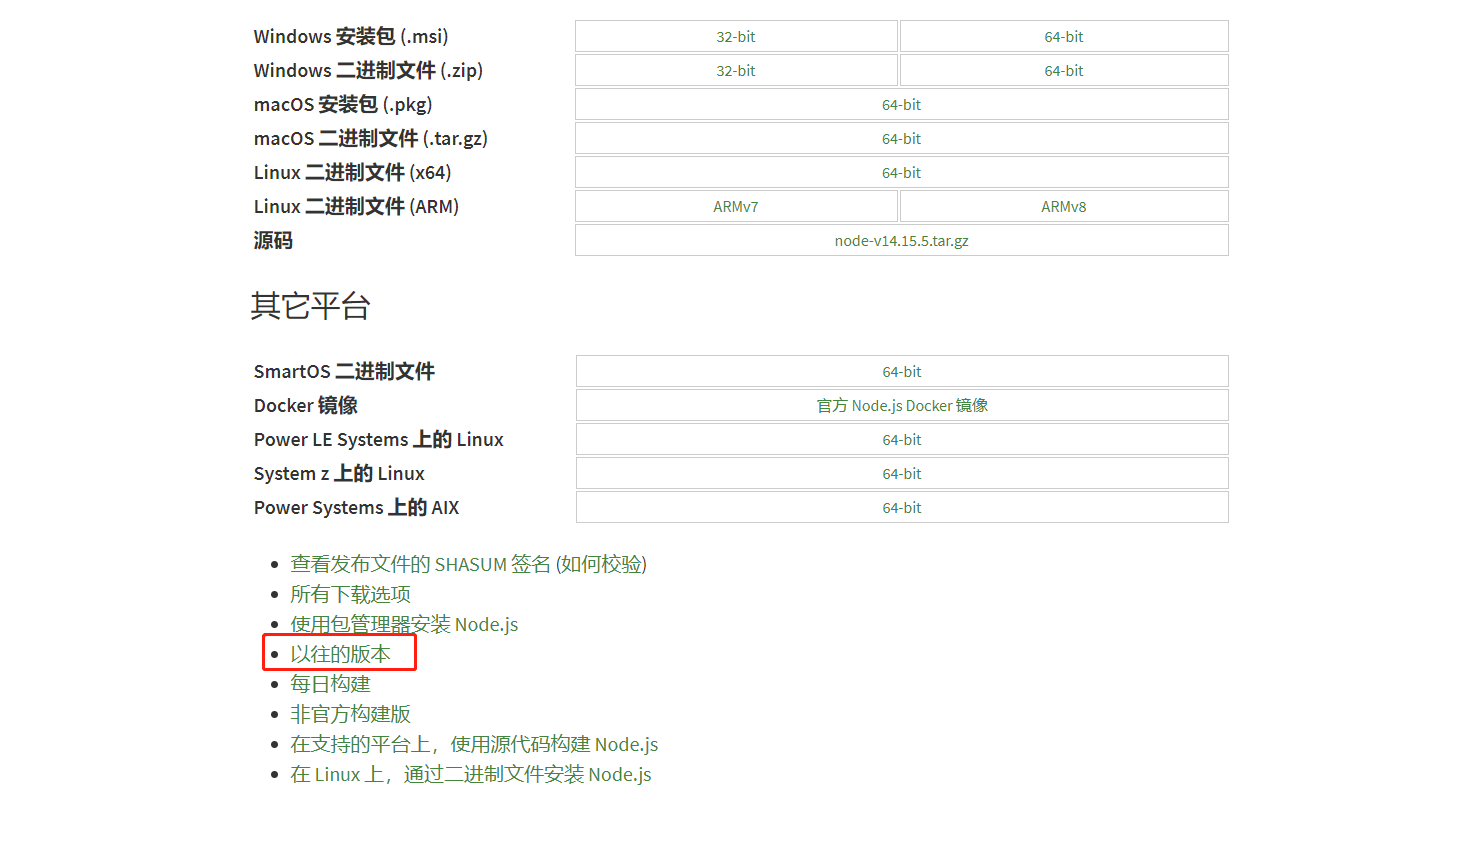 Windows 安装包 (.msi) 32-bit 64-bit
Windows 二进制文件 (.zip) 32-bit 64-bit
macOS 安装包 (.pkg) 64-bit
macOS 二进制文件 (.tar.gz) 64-bit
Linux 二进制文件 (x64) 64-bit
Linux 二进制文件 (ARM) ARMv7 ARMv8
源码 node-v14.15.5.tar.gz
其它平台
SmartOS 二进制文件 64-bit
Docker 镜像 官方 Node.js Docker 镜像
Power LE Systems 上的 Linux 64-bit
System z 上的 Linux 64-bit
Power Systems 上的 AIX 64-bit
查看发布文件的 SHASUM 签名 (如何校验)
所有下载选项
使用包管理器安装 Node.js
以往的版本
每日构建
非官方构建版
在支持的平台上，使用源代码构建 Node.js
在 Linux 上，通过二进制文件安装 Node.js